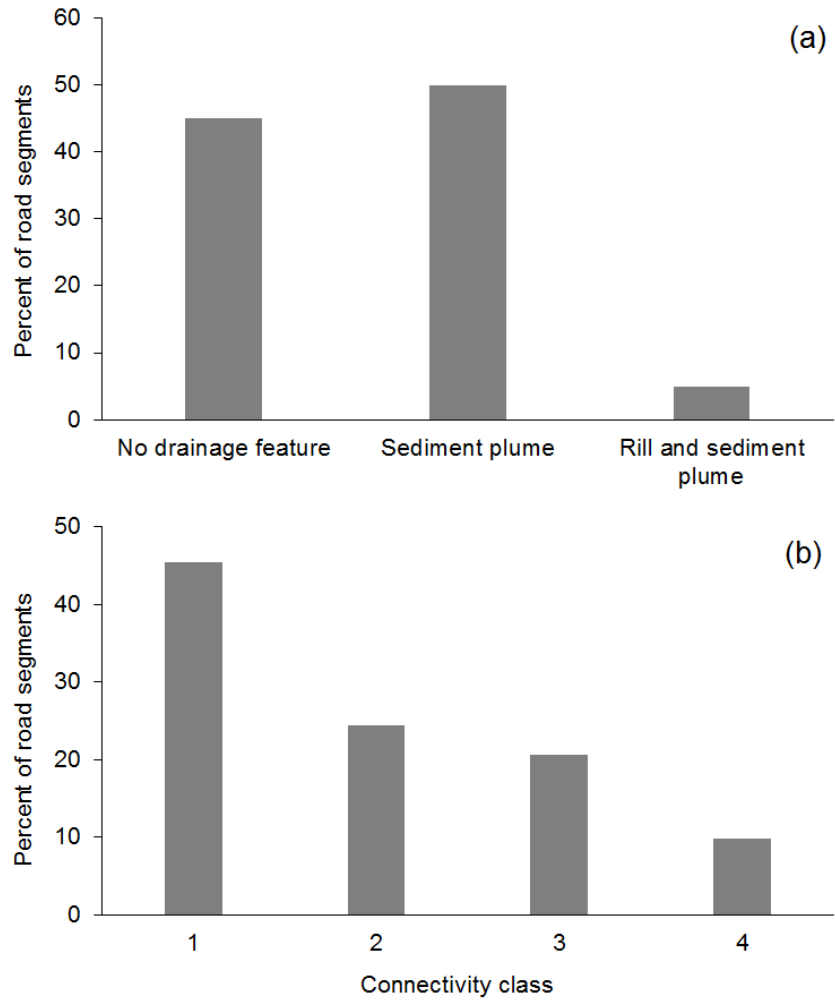 (a)
Percent of road segments
60
50
40
30
20
10
0
No drainage feature
Sediment plume
Rill and sediment
plume
(b)
Percent of road segments
50
40
30
20
10
0
1
2
3
4
Connectivity class